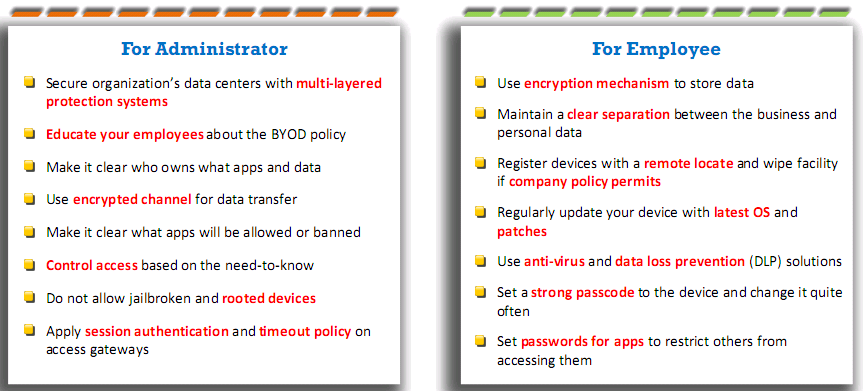 For Administrator
Secure organization's data centers with multi-layered
protection systems
Educate your employees about the BYOD policy
Make it clear who owns what apps and data
Use encrypted channel for data transfer
Make it clear what apps will be allowed or banned
Control access based on the need-to-know
Do not allow jailbroken and rooted devices
Apply session authentication and timeout policy on
access gateways
For Employee
Use encryption mechanism to store data
Maintain a clear separation between the business and
personal data
Register devices with a remote locate and wipe facility
if company policy permits
Regularly update your device with latest OS and
patches
Use anti-virus and data loss prevention (DLP) solutions
Set a strong passcode to the device and change it quite
often
Set passwords for apps to restrict others from
accessing them